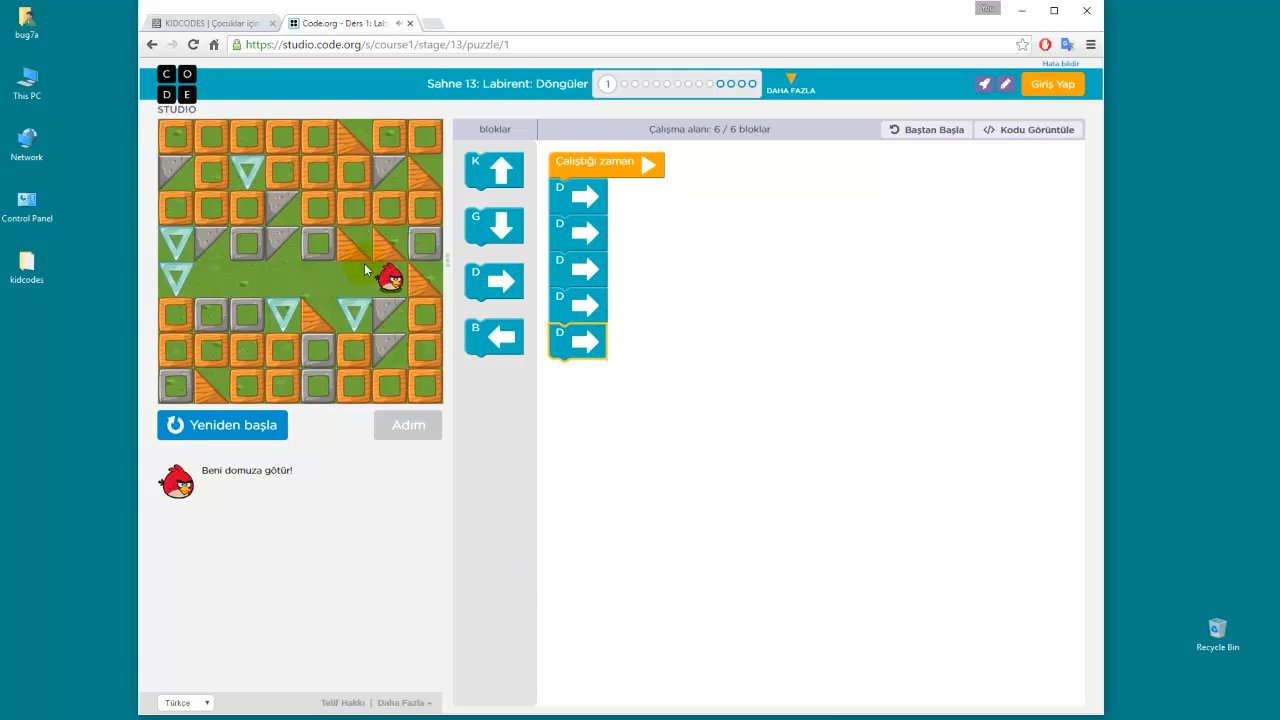 bug7a
This PC
Network
Control Panel
kidcodes
Recycle Bin
You
KIDCODES | Çocuklar için
Code.org - Ders 1: Lab
https://studio.code.org/s/course1/stage/13/puzzle/1
Hata bildir
C O
D E
STUDIO
Sahne 13: Labirent: Döngüler
1
DAHA FAZLA
Giriş Yap
bloklar
Çalışma alanı: 6 / 6 bloklar
Baştan Başla
Kodu Görüntüle
K
G
D
B
Çalıştığı zaman
D
D
D
D
D
Yeniden başla
Adım
Beni domuza götür!
Türkçe
Telif Hakkı | Daha Fazla